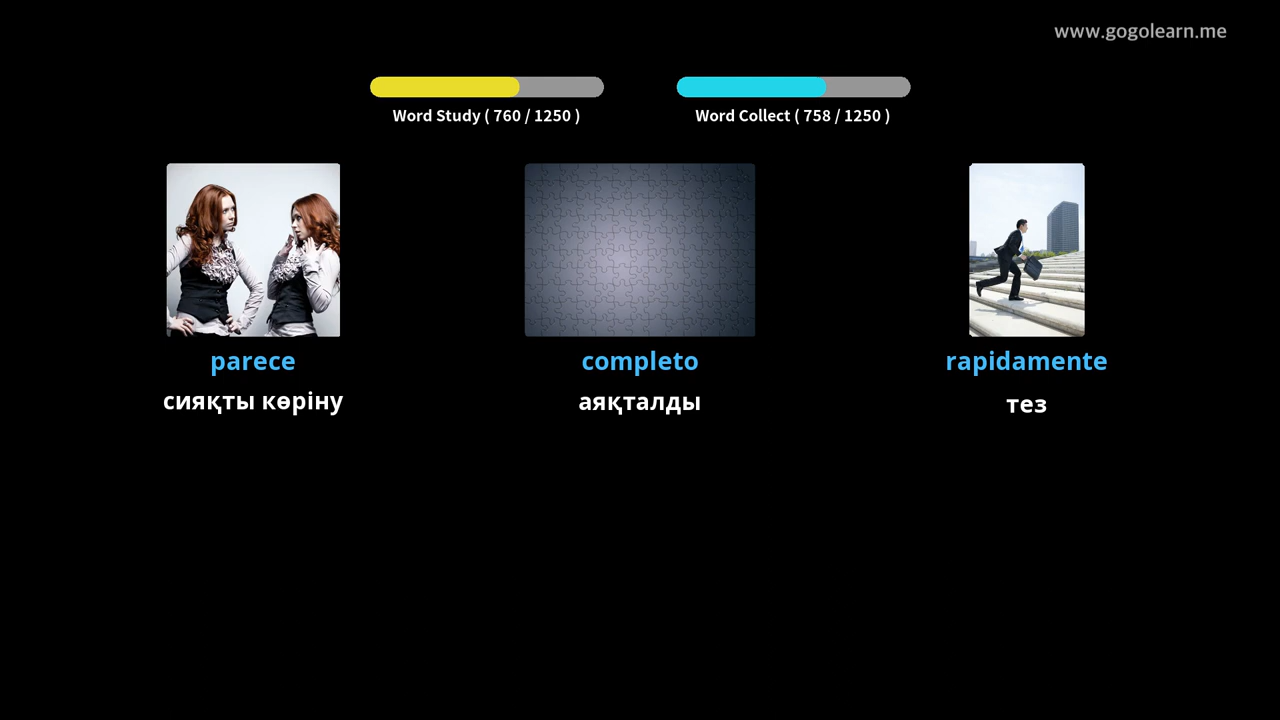 www.gogolearn.me
Word Study ( 760 / 1250 )
Word Collect ( 758 / 1250 )
parece
сияқты көріну
completo
аяқталды
rapidamente
тез